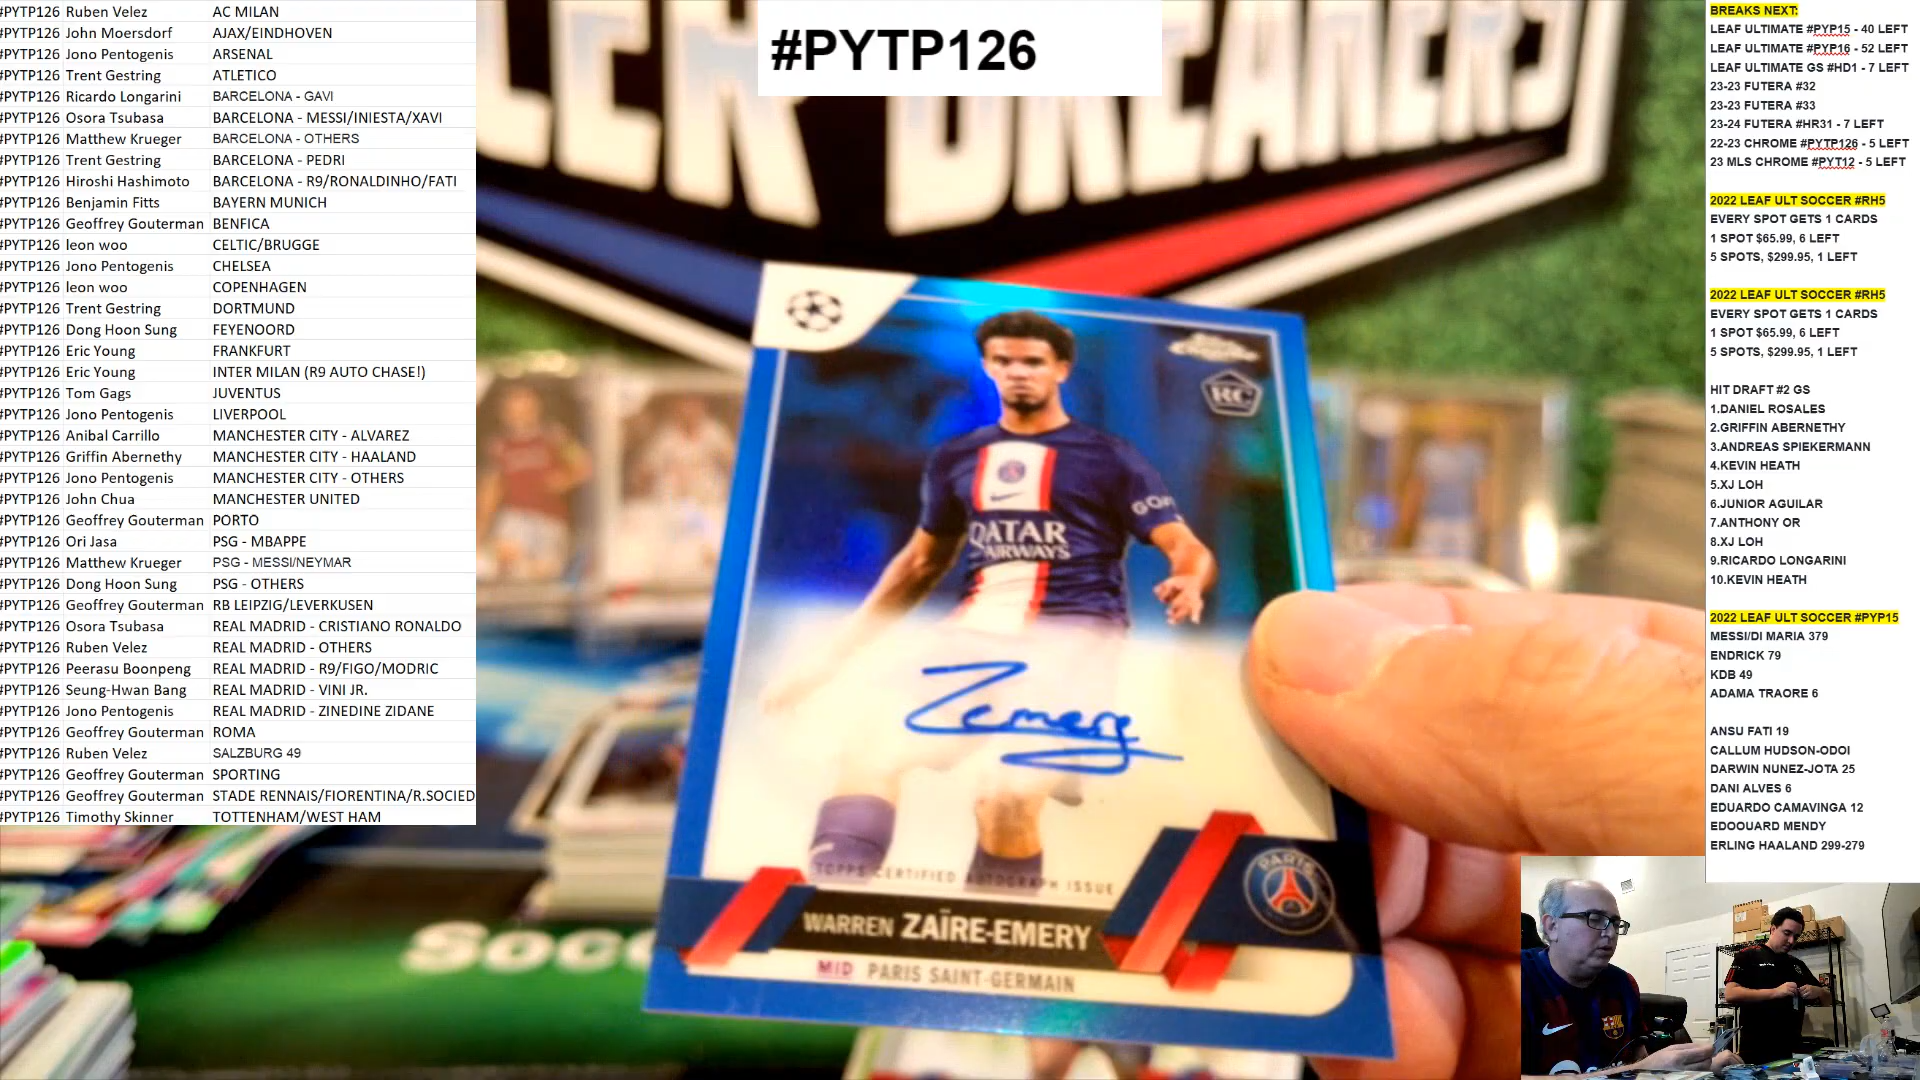 #PYTP126 Ruben Velez AC MILAN
#PYTP126 John Moersdorf AJAX/EINDHOVEN
#PYTP126 Jono Pentogenis ARSENAL
#PYTP126 Trent Gestring ATLETICO
#PYTP126 Ricardo Longarini BARCELONA - GAVI
#PYTP126 Osora Tsubasa BARCELONA - MESSI/INIESTA/XAVI
#PYTP126 Matthew Krueger BARCELONA - OTHERS
#PYTP126 Trent Gestring BARCELONA - PEDRI
#PYTP126 Hiroshi Hashimoto BARCELONA - R9/RONALDINHO/FATI
#PYTP126 Benjamin Fitts BAYERN MUNICH
#PYTP126 Geoffrey Gouterman BENFICA
#PYTP126 leon woo CELTIC/BRUGGE
#PYTP126 Jono Pentogenis CHELSEA
#PYTP126 leon woo COPENHAGEN
#PYTP126 Trent Gestring DORTMUND
#PYTP126 Dong Hoon Sung FEYENOORD
#PYTP126 Eric Young FRANKFURT
#PYTP126 Eric Young INTER MILAN (R9 AUTO CHASE!)
#PYTP126 Tom Gags JUVENTUS
#PYTP126 Jono Pentogenis LIVERPOOL
#PYTP126 Anibal Carrillo MANCHESTER CITY - ALVAREZ
#PYTP126 Griffin Abernethy MANCHESTER CITY - HAALAND
#PYTP126 Jono Pentogenis MANCHESTER CITY - OTHERS
#PYTP126 John Chua MANCHESTER UNITED
#PYTP126 Geoffrey Gouterman PORTO
#PYTP126 Ori Jasa PSG - MBAPPE
#PYTP126 Matthew Krueger PSG - MESSI/NEYMAR
#PYTP126 Dong Hoon Sung PSG - OTHERS
#PYTP126 Geoffrey Gouterman RB LEIPZIG/LEVERKUSEN
#PYTP126 Osora Tsubasa REAL MADRID - CRISTIANO RONALDO
#PYTP126 Ruben Velez REAL MADRID - OTHERS
#PYTP126 Peerasu Boonpeng REAL MADRID - R9/FIGO/MODRIC
#PYTP126 Seung-Hwan Bang REAL MADRID - VINI JR.
#PYTP126 Jono Pentogenis REAL MADRID - ZINEDINE ZIDANE
#PYTP126 Geoffrey Gouterman ROMA
#PYTP126 Ruben Velez SALZBURG 49
#PYTP126 Geoffrey Gouterman SPORTING
#PYTP126 Geoffrey Gouterman STADE RENNAIS/FIORENTINA/R.SOCIED
#PYTP126 Timothy Skinner TOTTENHAM/WEST HAM
#PYTP126
BREAKERS
Chrome
RC
GOA
QATAR
AIRWAYS
Zemery
TOPPS CERTIFIED AUTOGRAPH ISSUE
PARIS
WARREN ZAÏRE-EMERY
MID PARIS SAINT-GERMAIN
Socc
BREAKS NEXT:
LEAF ULTIMATE #PYP15 - 40 LEFT
LEAF ULTIMATE #PYP16 - 52 LEFT
LEAF ULTIMATE GS #HD1 - 7 LEFT
23-23 FUTERA #32
23-23 FUTERA #33
23-24 FUTERA #HR31 - 7 LEFT
22-23 CHROME #PYTP126 - 5 LEFT
23 MLS CHROME #PYT12 - 5 LEFT
2022 LEAF ULT SOCCER #RH5
EVERY SPOT GETS 1 CARDS
1 SPOT $65.99, 6 LEFT
5 SPOTS, $299.95, 1 LEFT
2022 LEAF ULT SOCCER #RH5
EVERY SPOT GETS 1 CARDS
1 SPOT $65.99, 6 LEFT
5 SPOTS, $299.95, 1 LEFT
HIT DRAFT #2 GS
1.DANIEL ROSALES
2.GRIFFIN ABERNETHY
3.ANDREAS SPIEKERMANN
4.KEVIN HEATH
5.XJ LOH
6.JUNIOR AGUILAR
7.ANTHONY OR
8.XJ LOH
9.RICARDO LONGARINI
10.KEVIN HEATH
2022 LEAF ULT SOCCER #PYP15
MESSI/DI MARIA 379
ENDRICK 79
KDB 49
ADAMA TRAORE 6
ANSU FATI 19
CALLUM HUDSON-ODOI
DARWIN NUNEZ-JOTA 25
DANI ALVES 6
EDUARDO CAMAVINGA 12
EDOOUARD MENDY
ERLING HAALAND 299-279